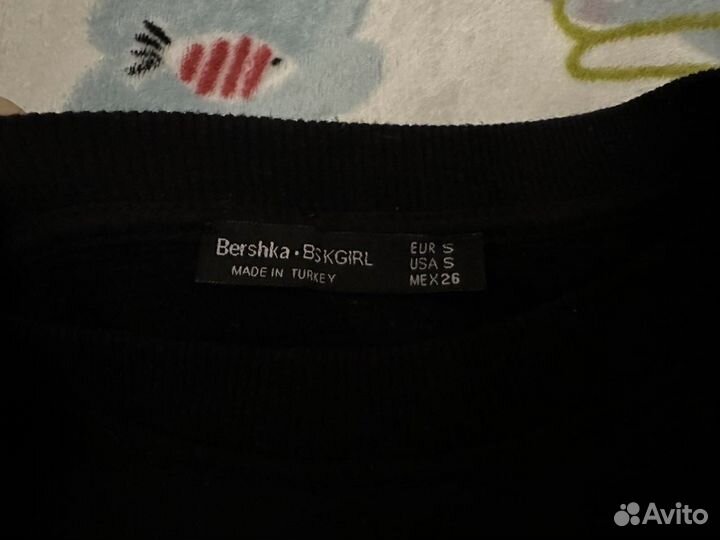 Bershka • BSKGIRL
MADE IN TURKEY
EUR S
USA S
MEX 26
Avito